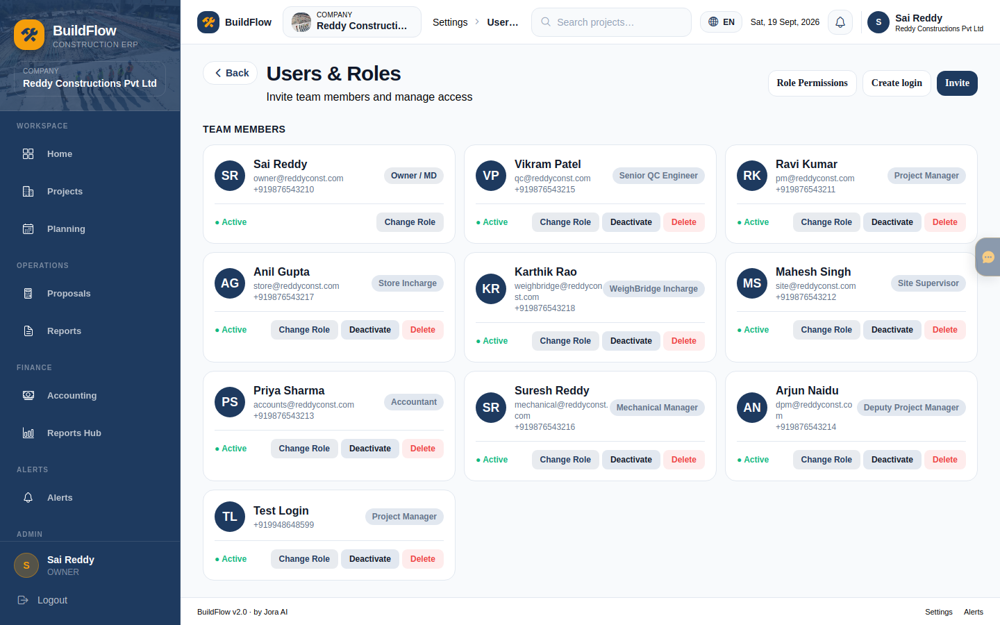 BuildFlow
CONSTRUCTION ERP
COMPANY
Reddy Constructions Pvt Ltd
WORKSPACE
Home
Projects
Planning
OPERATIONS
Proposals
Reports
FINANCE
Accounting
Reports Hub
ALERTS
Alerts
ADMIN
S
Sai Reddy
OWNER
Logout
BuildFlow
COMPANY
Reddy Constructi...
Settings > User...
Search projects...
EN
Sat, 19 Sept, 2026
S
Sai Reddy
Reddy Constructions Pvt Ltd
Back
Users & Roles
Invite team members and manage access
Role Permissions
Create login
Invite
TEAM MEMBERS
SR
Sai Reddy
owner@reddyconst.com
+919876543210
Owner / MD
● Active
Change Role
VP
Vikram Patel
qc@reddyconst.com
+919876543215
Senior QC Engineer
● Active
Change Role
Deactivate
Delete
RK
Ravi Kumar
pm@reddyconst.com
+919876543211
Project Manager
● Active
Change Role
Deactivate
Delete
AG
Anil Gupta
store@reddyconst.com
+919876543217
Store Incharge
● Active
Change Role
Deactivate
Delete
KR
Karthik Rao
weighbridge@reddycon
st.com
+919876543218
WeighBridge Incharge
● Active
Change Role
Deactivate
Delete
MS
Mahesh Singh
site@reddyconst.com
+919876543212
Site Supervisor
● Active
Change Role
Deactivate
Delete
PS
Priya Sharma
accounts@reddyconst.com
+919876543213
Accountant
● Active
Change Role
Deactivate
Delete
SR
Suresh Reddy
mechanical@reddyconst.
com
+919876543216
Mechanical Manager
● Active
Change Role
Deactivate
Delete
AN
Arjun Naidu
dpm@reddyconst.co
m
+919876543214
Deputy Project Manager
● Active
Change Role
Deactivate
Delete
TL
Test Login
+919948648599
Project Manager
● Active
Change Role
Deactivate
Delete
BuildFlow v2.0 · by Jora AI
Settings
Alerts